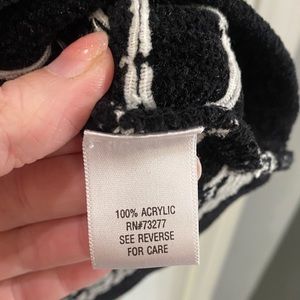 100% ACRYLIC
RN#73277
SEE REVERSE
FOR CARE